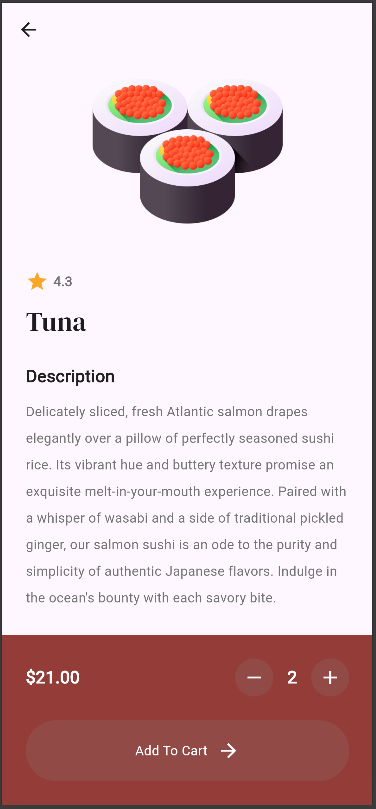 4.3
Tuna
Description
Delicately sliced, fresh Atlantic salmon drapes
elegantly over a pillow of perfectly seasoned sushi
rice. Its vibrant hue and buttery texture promise an
exquisite melt-in-your-mouth experience. Paired with
a whisper of wasabi and a side of traditional pickled
ginger, our salmon sushi is an ode to the purity and
simplicity of authentic Japanese flavors. Indulge in
the ocean's bounty with each savory bite.
$21.00 2
Add To Cart